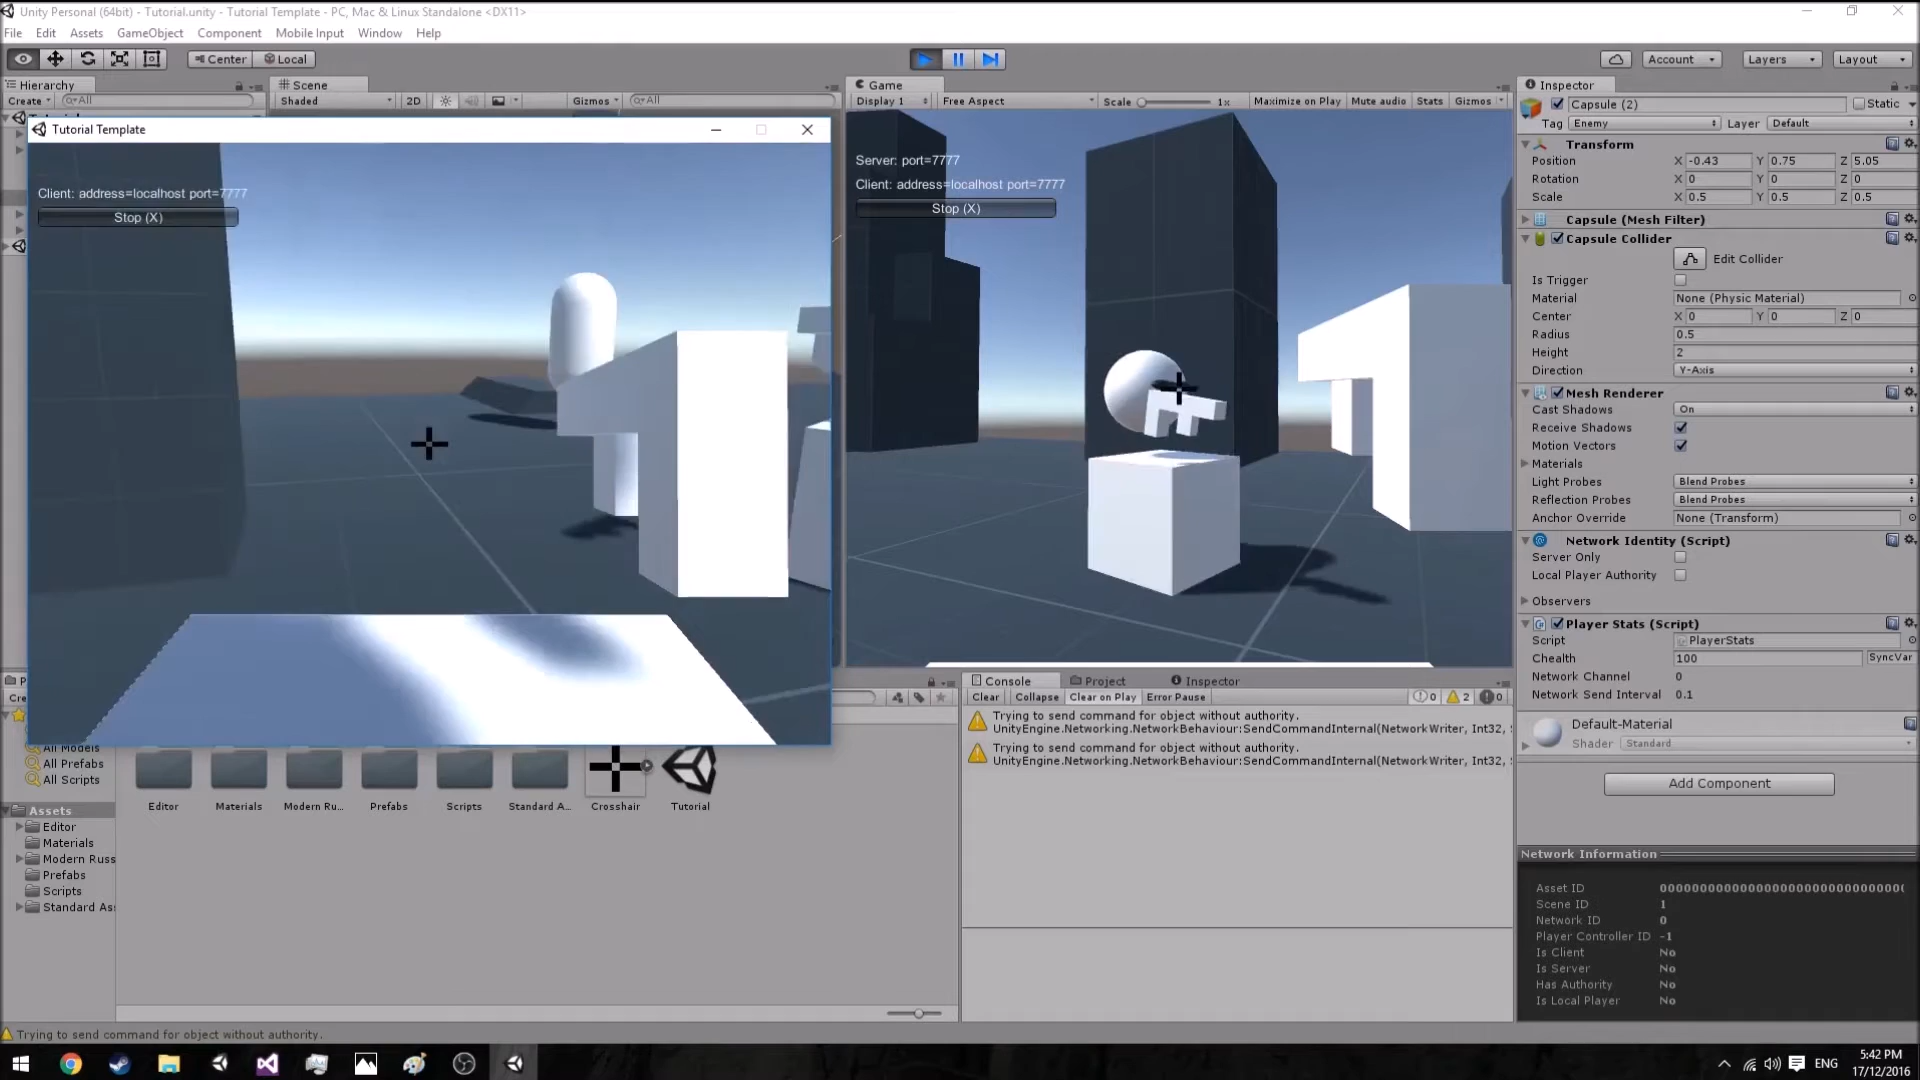 Unity Personal (64bit) - Tutorial.unity - Tutorial Template - PC, Mac & Linux Standalone <DX11>
File Edit Assets GameObject Component Mobile Input Window Help
Center Local
Account Layers Layout
Hierarchy
Create All
Scene
Shaded 2D Gizmos All
Game
Display 1 Free Aspect Scale 1x Maximize on Play Mute audio Stats Gizmos
Tutorial Template
Client: address=localhost port=7777
Stop (X)
Server: port=7777
Client: address=localhost port=7777
Stop (X)
Inspector
Capsule (2) Static
Tag Enemy Layer Default
Transform
Position X -0.43 Y 0.75 Z 5.05
Rotation X 0 Y 0 Z 0
Scale X 0.5 Y 0.5 Z 0.5
Capsule (Mesh Filter)
Capsule Collider
Edit Collider
Is Trigger
Material None (Physic Material)
Center X 0 Y 0 Z 0
Radius 0.5
Height 2
Direction Y-Axis
Mesh Renderer
Cast Shadows On
Receive Shadows
Motion Vectors
Materials
Light Probes Blend Probes
Reflection Probes Blend Probes
Anchor Override None (Transform)
Network Identity (Script)
Server Only
Local Player Authority
Observers
Player Stats (Script)
Script PlayerStats
Chealth 100 SyncVar
Network Channel 0
Network Send Interval 0.1
Default-Material
Shader Standard
Add Component
Network Information
Asset ID
Scene ID 1
Network ID 0
Player Controller ID -1
Is Client No
Is Server No
Has Authority No
Is Local Player No
Console Project Inspector
Clear Collapse Clear on Play Error Pause 0 2 0
Trying to send command for object without authority.
UnityEngine.Networking.NetworkBehaviour:SendCommandInternal(NetworkWriter, Int32,
Trying to send command for object without authority.
UnityEngine.Networking.NetworkBehaviour:SendCommandInternal(NetworkWriter, Int32,
All Models
All Prefabs
All Scripts
Assets
Editor
Materials
Modern Russ
Prefabs
Scripts
Standard As
Editor Materials Modern Ru... Prefabs Scripts Standard A... Crosshair Tutorial
Trying to send command for object without authority.
ENG
5:42 PM
17/12/2016